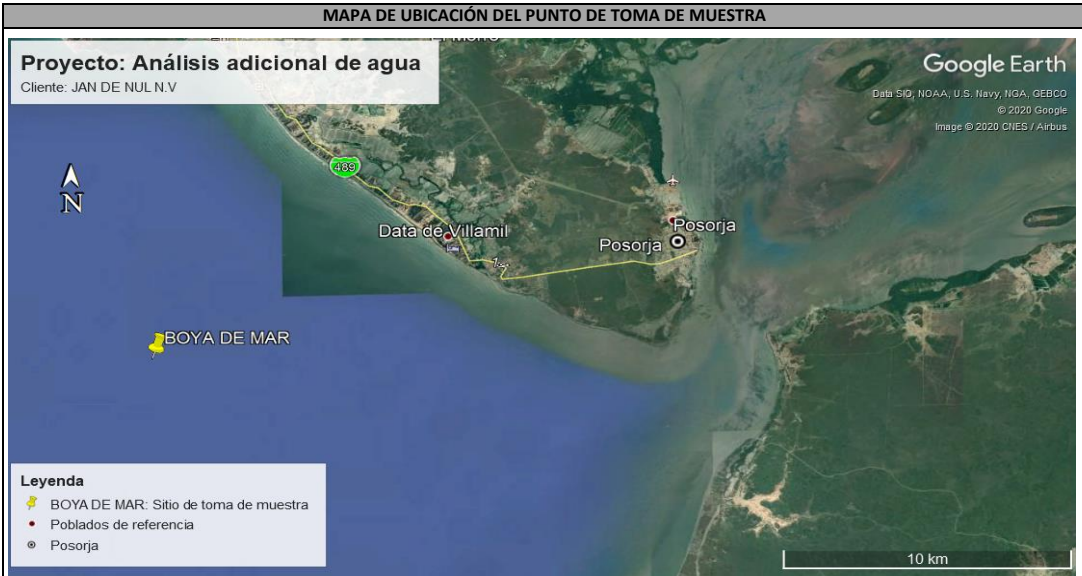 MAPA DE UBICACIÓN DEL PUNTO DE TOMA DE MUESTRA
Proyecto: Análisis adicional de agua
Cliente: JAN DE NUL N.V
Google Earth
Data SIO, NOAA, U.S. Navy, NGA, GEBCO
© 2020 Google
Image © 2020 CNES / Airbus
N
489
Data de Villamil
Posorja
Posorja
BOYA DE MAR
Leyenda
BOYA DE MAR: Sitio de toma de muestra
Poblados de referencia
Posorja
10 km